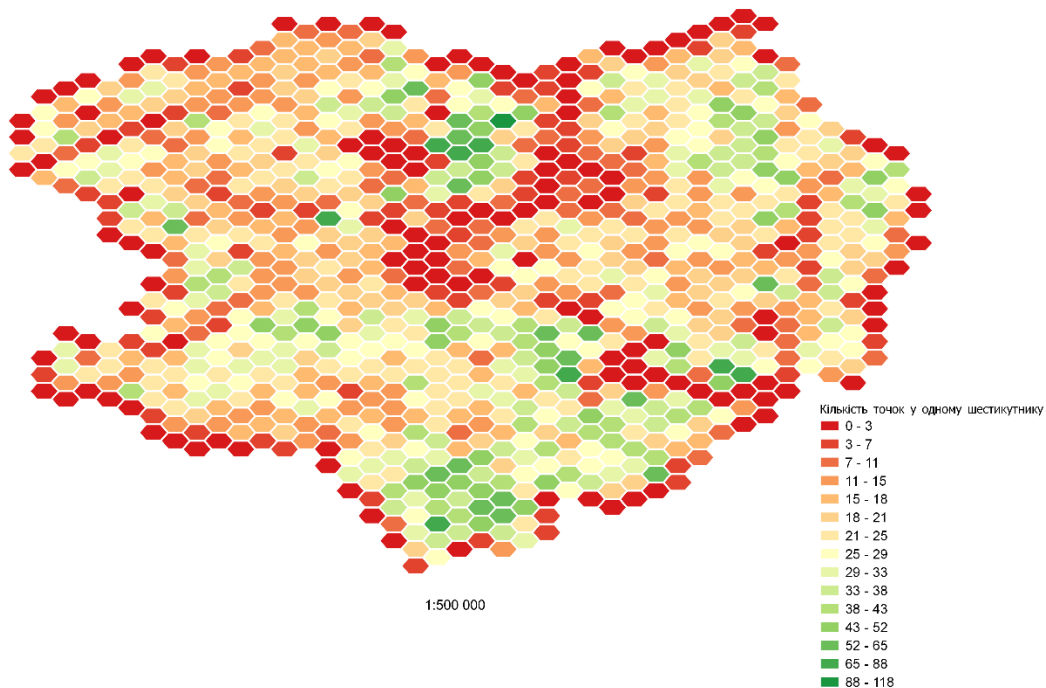 1:500 000
Кількість точок у одному шестикутнику
0 - 3
3 - 7
7 - 11
11 - 15
15 - 18
18 - 21
21 - 25
25 - 29
29 - 33
33 - 38
38 - 43
43 - 52
52 - 65
65 - 88
88 - 118